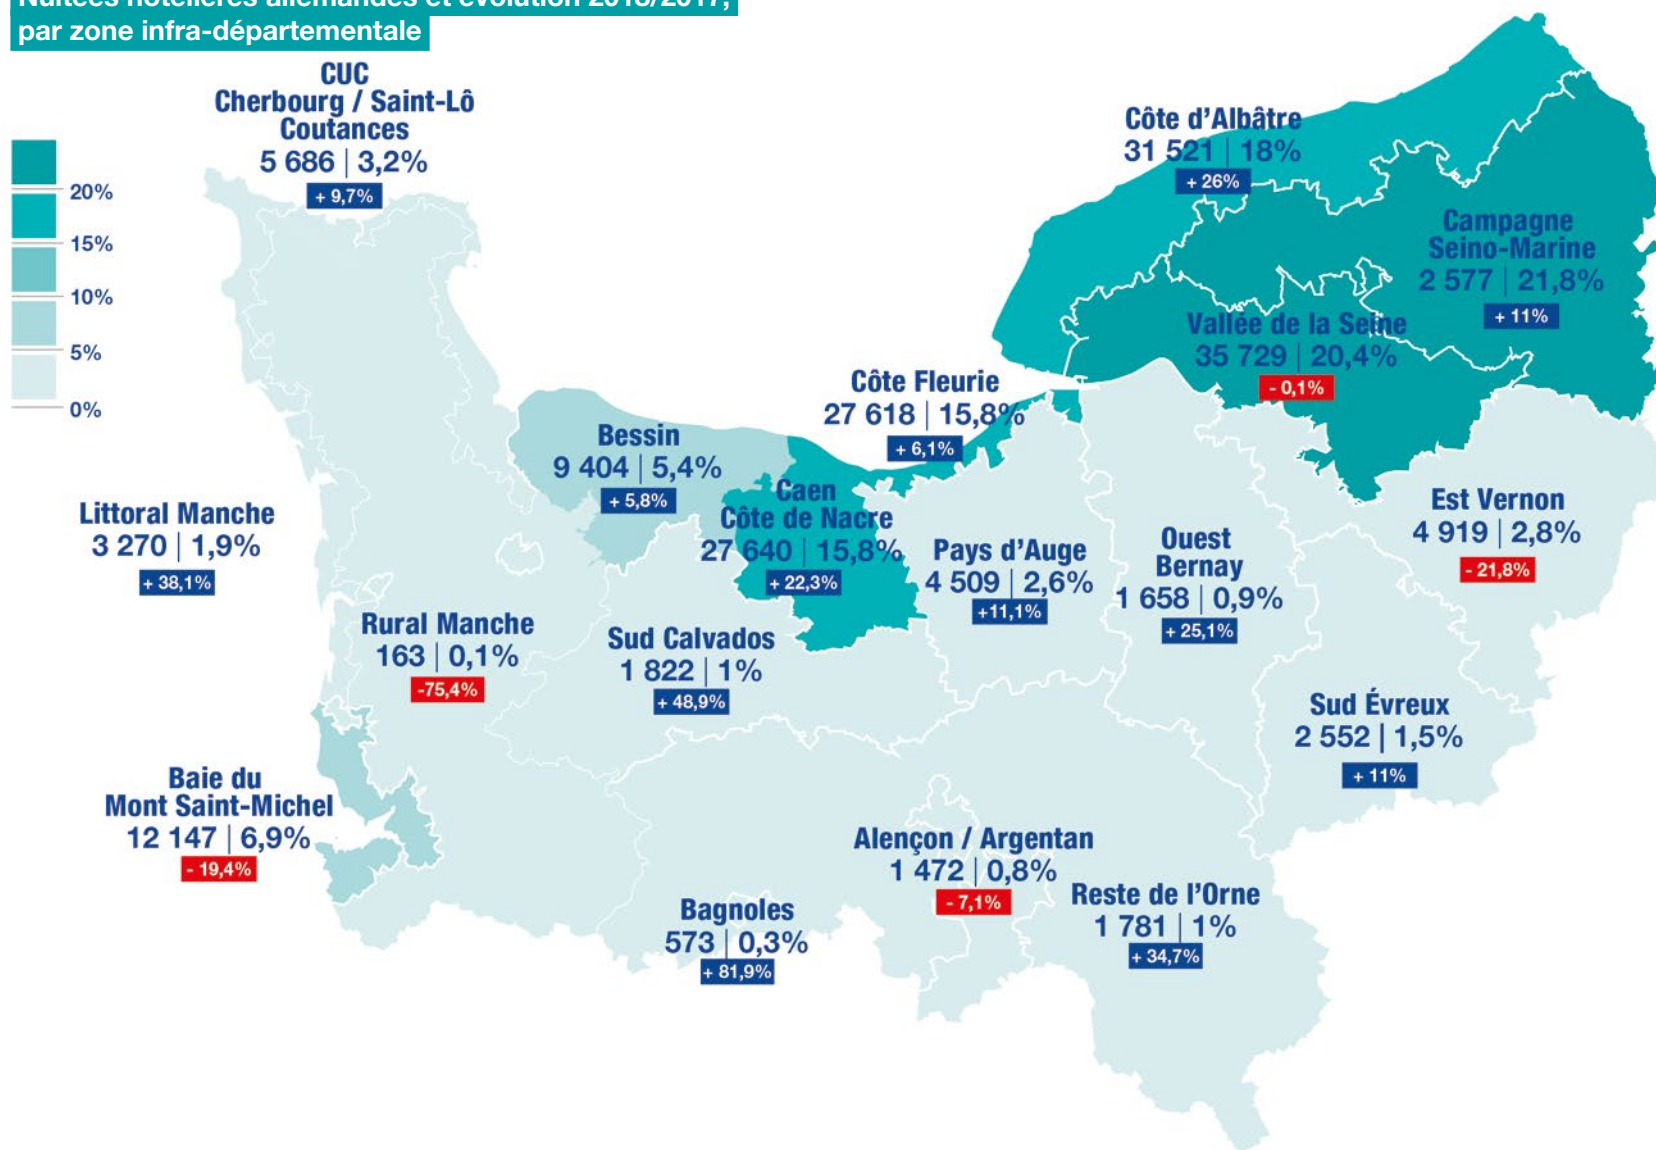 Nuitées hôtelières allemandes et évolution 2018/2017,
par zone infra-départementale
20%
15%
10%
5%
0%
CUC
Cherbourg / Saint-Lô
Coutances
5 686 | 3,2%
+ 9,7%
Côte d'Albâtre
31 521 | 18%
+ 26%
Campagne
Seino-Marine
2 577 | 21,8%
+ 11%
Vallée de la Seine
35 729 | 20,4%
- 0,1%
Côte Fleurie
27 618 | 15,8%
+ 6,1%
Bessin
9 404 | 5,4%
+ 5,8%
Caen
Côte de Nacre
27 640 | 15,8%
+ 22,3%
Littoral Manche
3 270 | 1,9%
+ 38,1%
Pays d'Auge
4 509 | 2,6%
+11,1%
Ouest
Bernay
1 658 | 0,9%
+ 25,1%
Est Vernon
4 919 | 2,8%
- 21,8%
Rural Manche
163 | 0,1%
-75,4%
Sud Calvados
1 822 | 1%
+ 48,9%
Sud Évreux
2 552 | 1,5%
+ 11%
Baie du
Mont Saint-Michel
12 147 | 6,9%
- 19,4%
Alençon / Argentan
1 472 | 0,8%
- 7,1%
Bagnoles
573 | 0,3%
+ 81,9%
Reste de l'Orne
1 781 | 1%
+ 34,7%